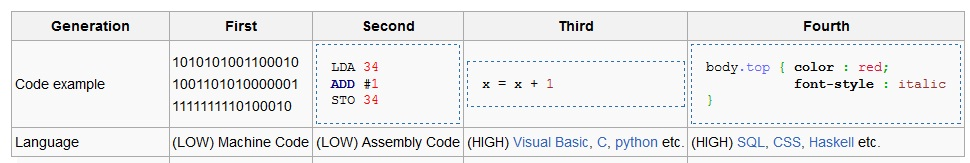 Generation First Second Third Fourth
Code example
1010101001100010
1001101010000001
1111111110100010
LDA 34
ADD #1
STO 34
x = x + 1
body.top { color : red;
font-style : italic
}
Language (LOW) Machine Code (LOW) Assembly Code (HIGH) Visual Basic, C, python etc. (HIGH) SQL, CSS, Haskell etc.